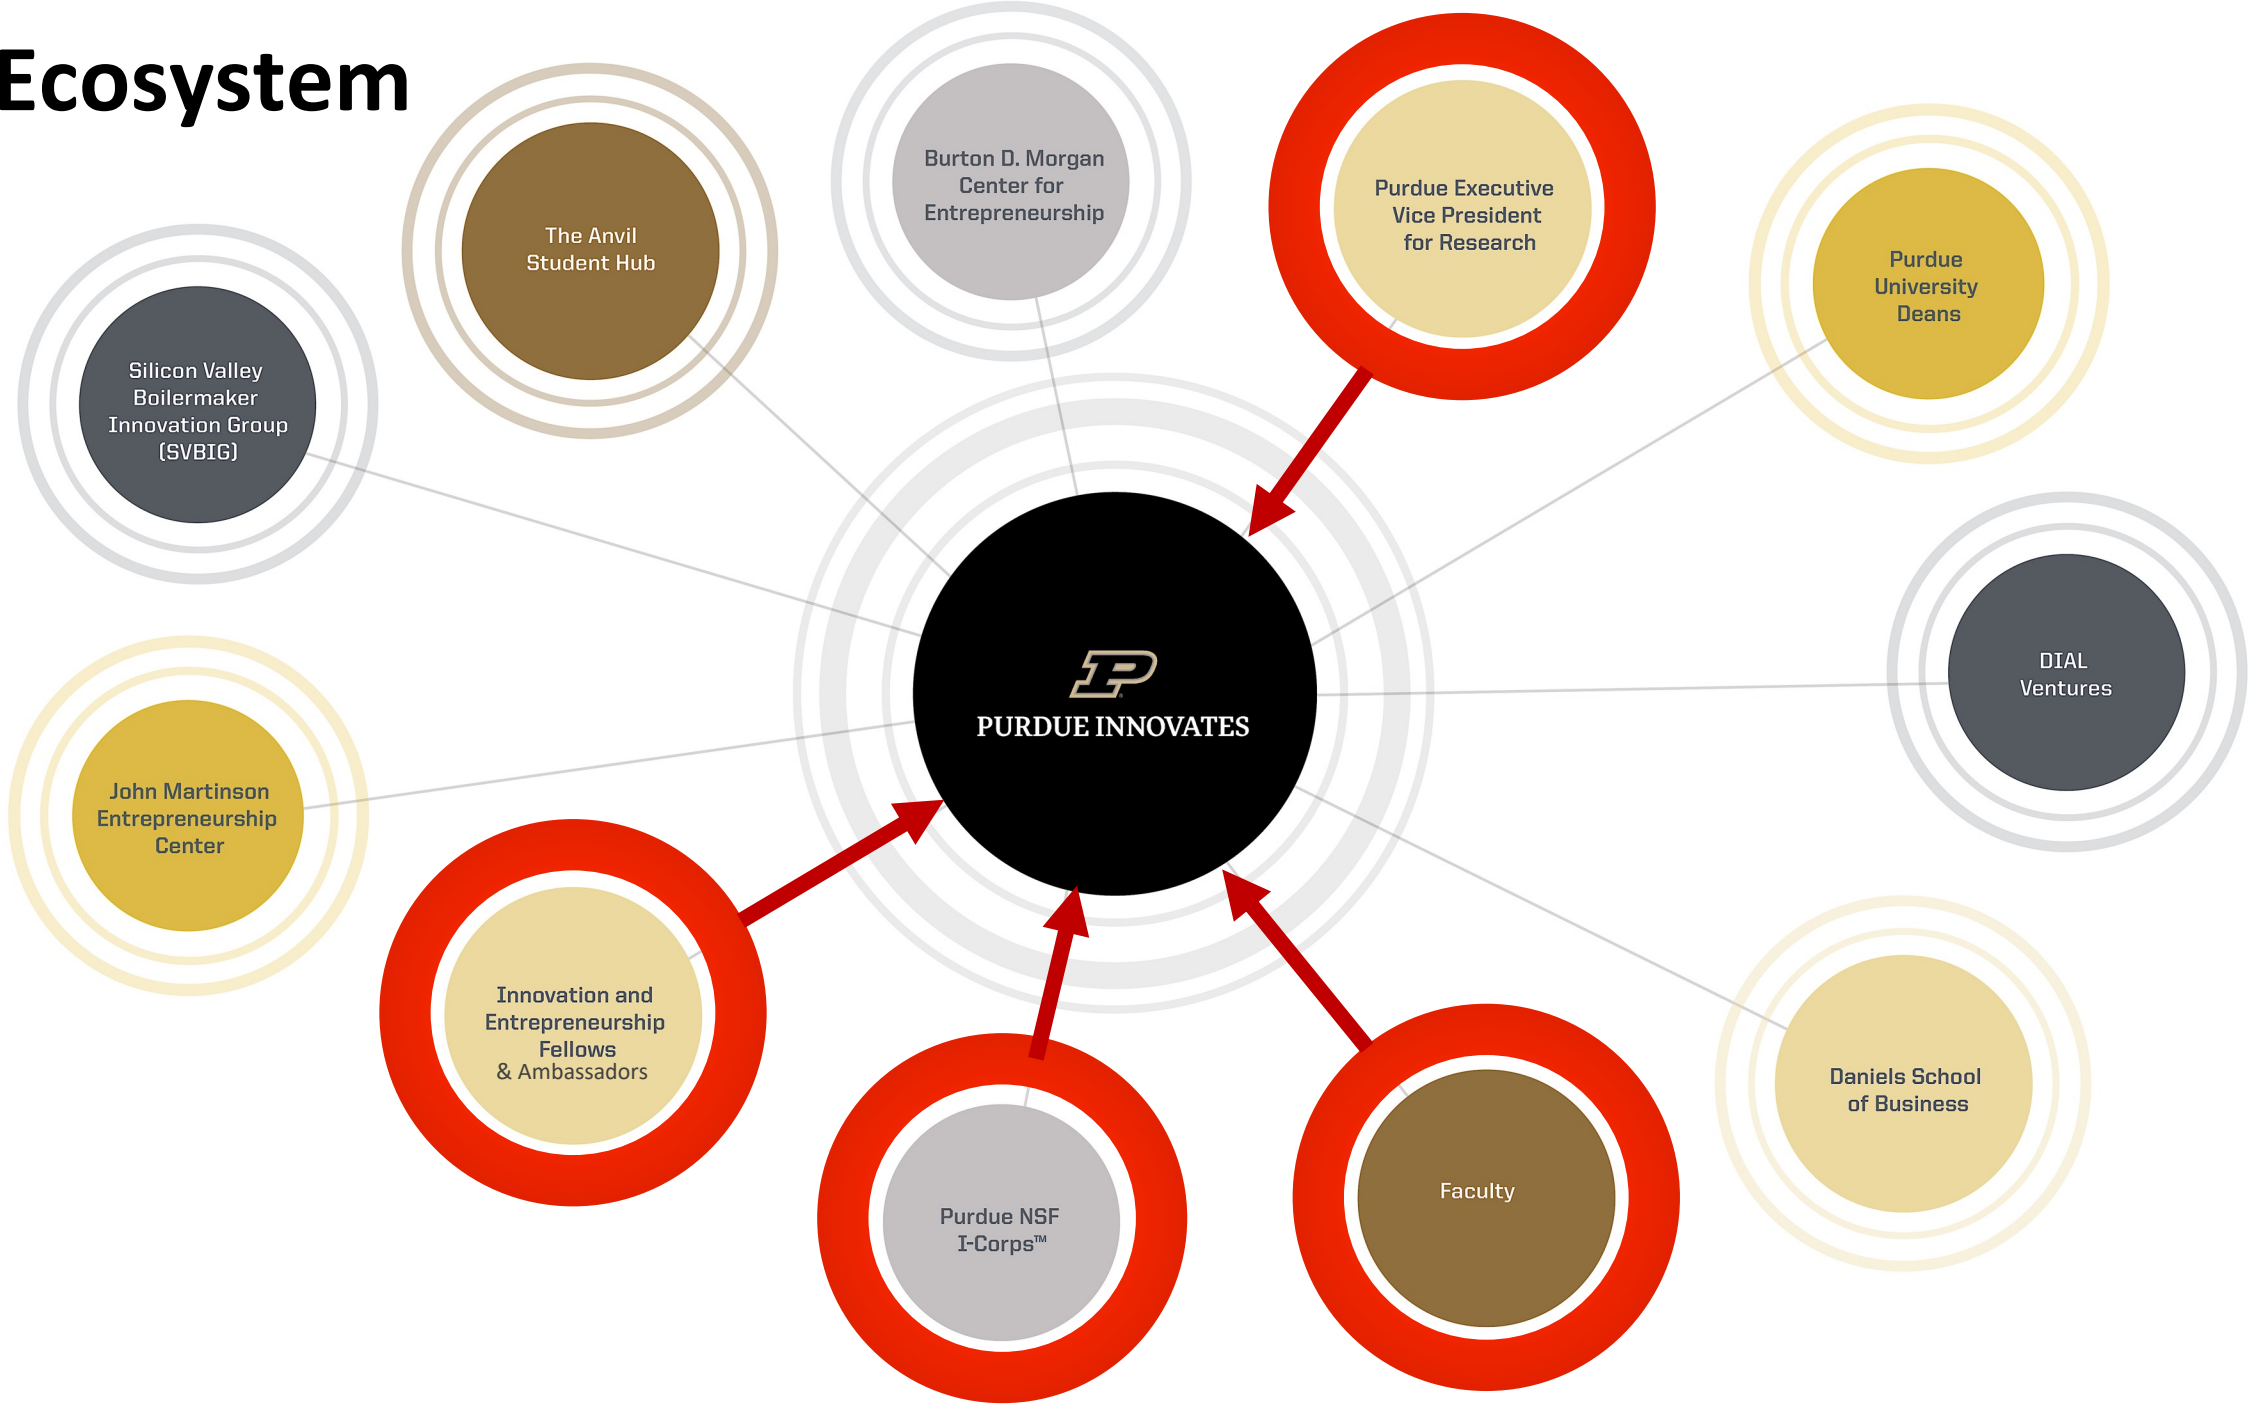 Ecosystem
Burton D. Morgan
Center for
Entrepreneurship
Purdue Executive
Vice President
for Research
The Anvil
Student Hub
Purdue
University
Deans
Silicon Valley
Boilermaker
Innovation Group
(SVBIG)
DIAL
Ventures
P
PURDUE INNOVATES
John Martinson
Entrepreneurship
Center
Innovation and
Entrepreneurship
Fellows
& Ambassadors
Daniels School
of Business
Purdue NSF
I-Corps™
Faculty